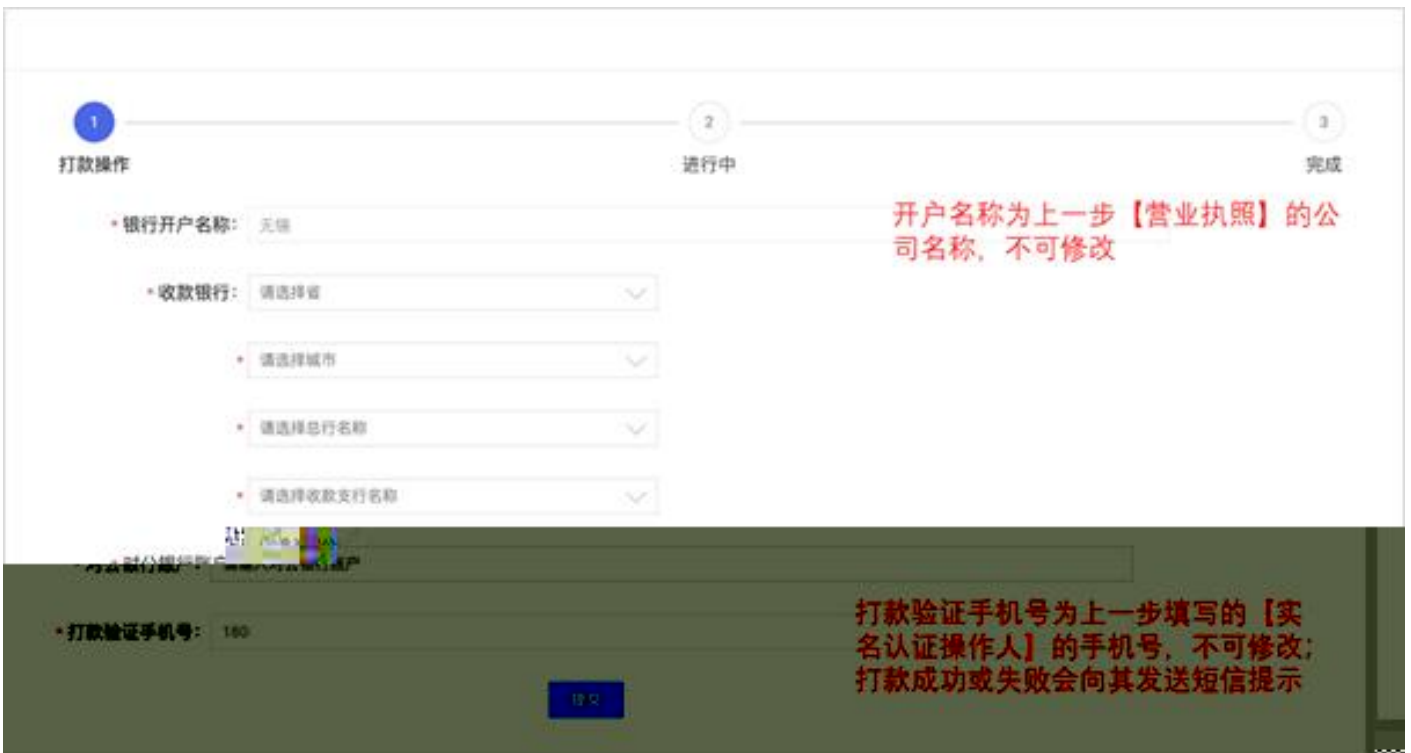 1
2
3
打款操作
进行中
完成
* 银行开户名称: 无锡
开户名称为上一步【营业执照】的公
司名称, 不可修改
* 收款银行: 请选择省
* 请选择城市
* 请选择总行名称
* 请选择收款支行名称
* 打款验证手机号: 180
打款验证手机号为上一步填写的【实
名认证操作人】的手机号, 不可修改;
打款成功或失败会向其发送短信提示
提交